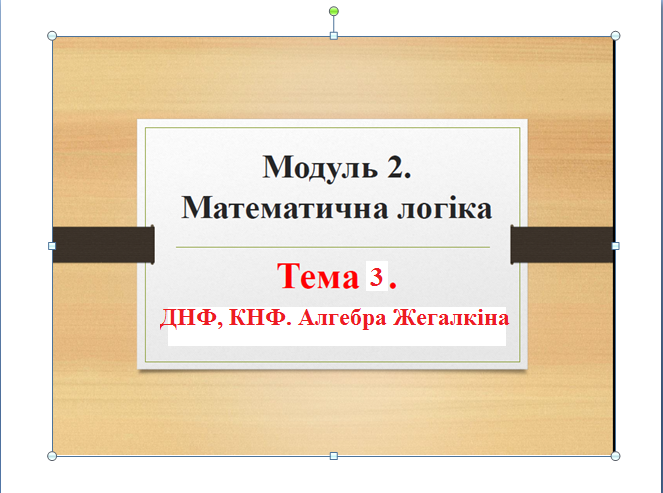 Модуль 2.
Математична логіка
Тема 3.
ДНФ, КНФ. Алгебра Жегалкіна